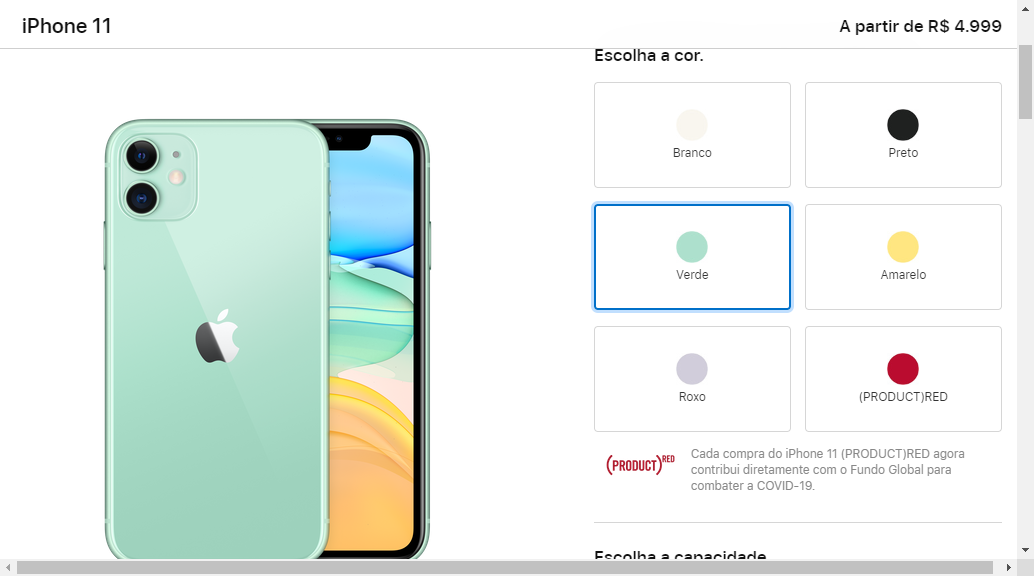 iPhone 11
A partir de R$ 4.999
Escolha a cor.
Branco
Preto
Verde
Amarelo
Roxo
(PRODUCT)RED
(PRODUCT)RED
Cada compra do iPhone 11 (PRODUCT)RED agora
contribui diretamente com o Fundo Global para
combater a COVID-19.
Escolha a capacidade.